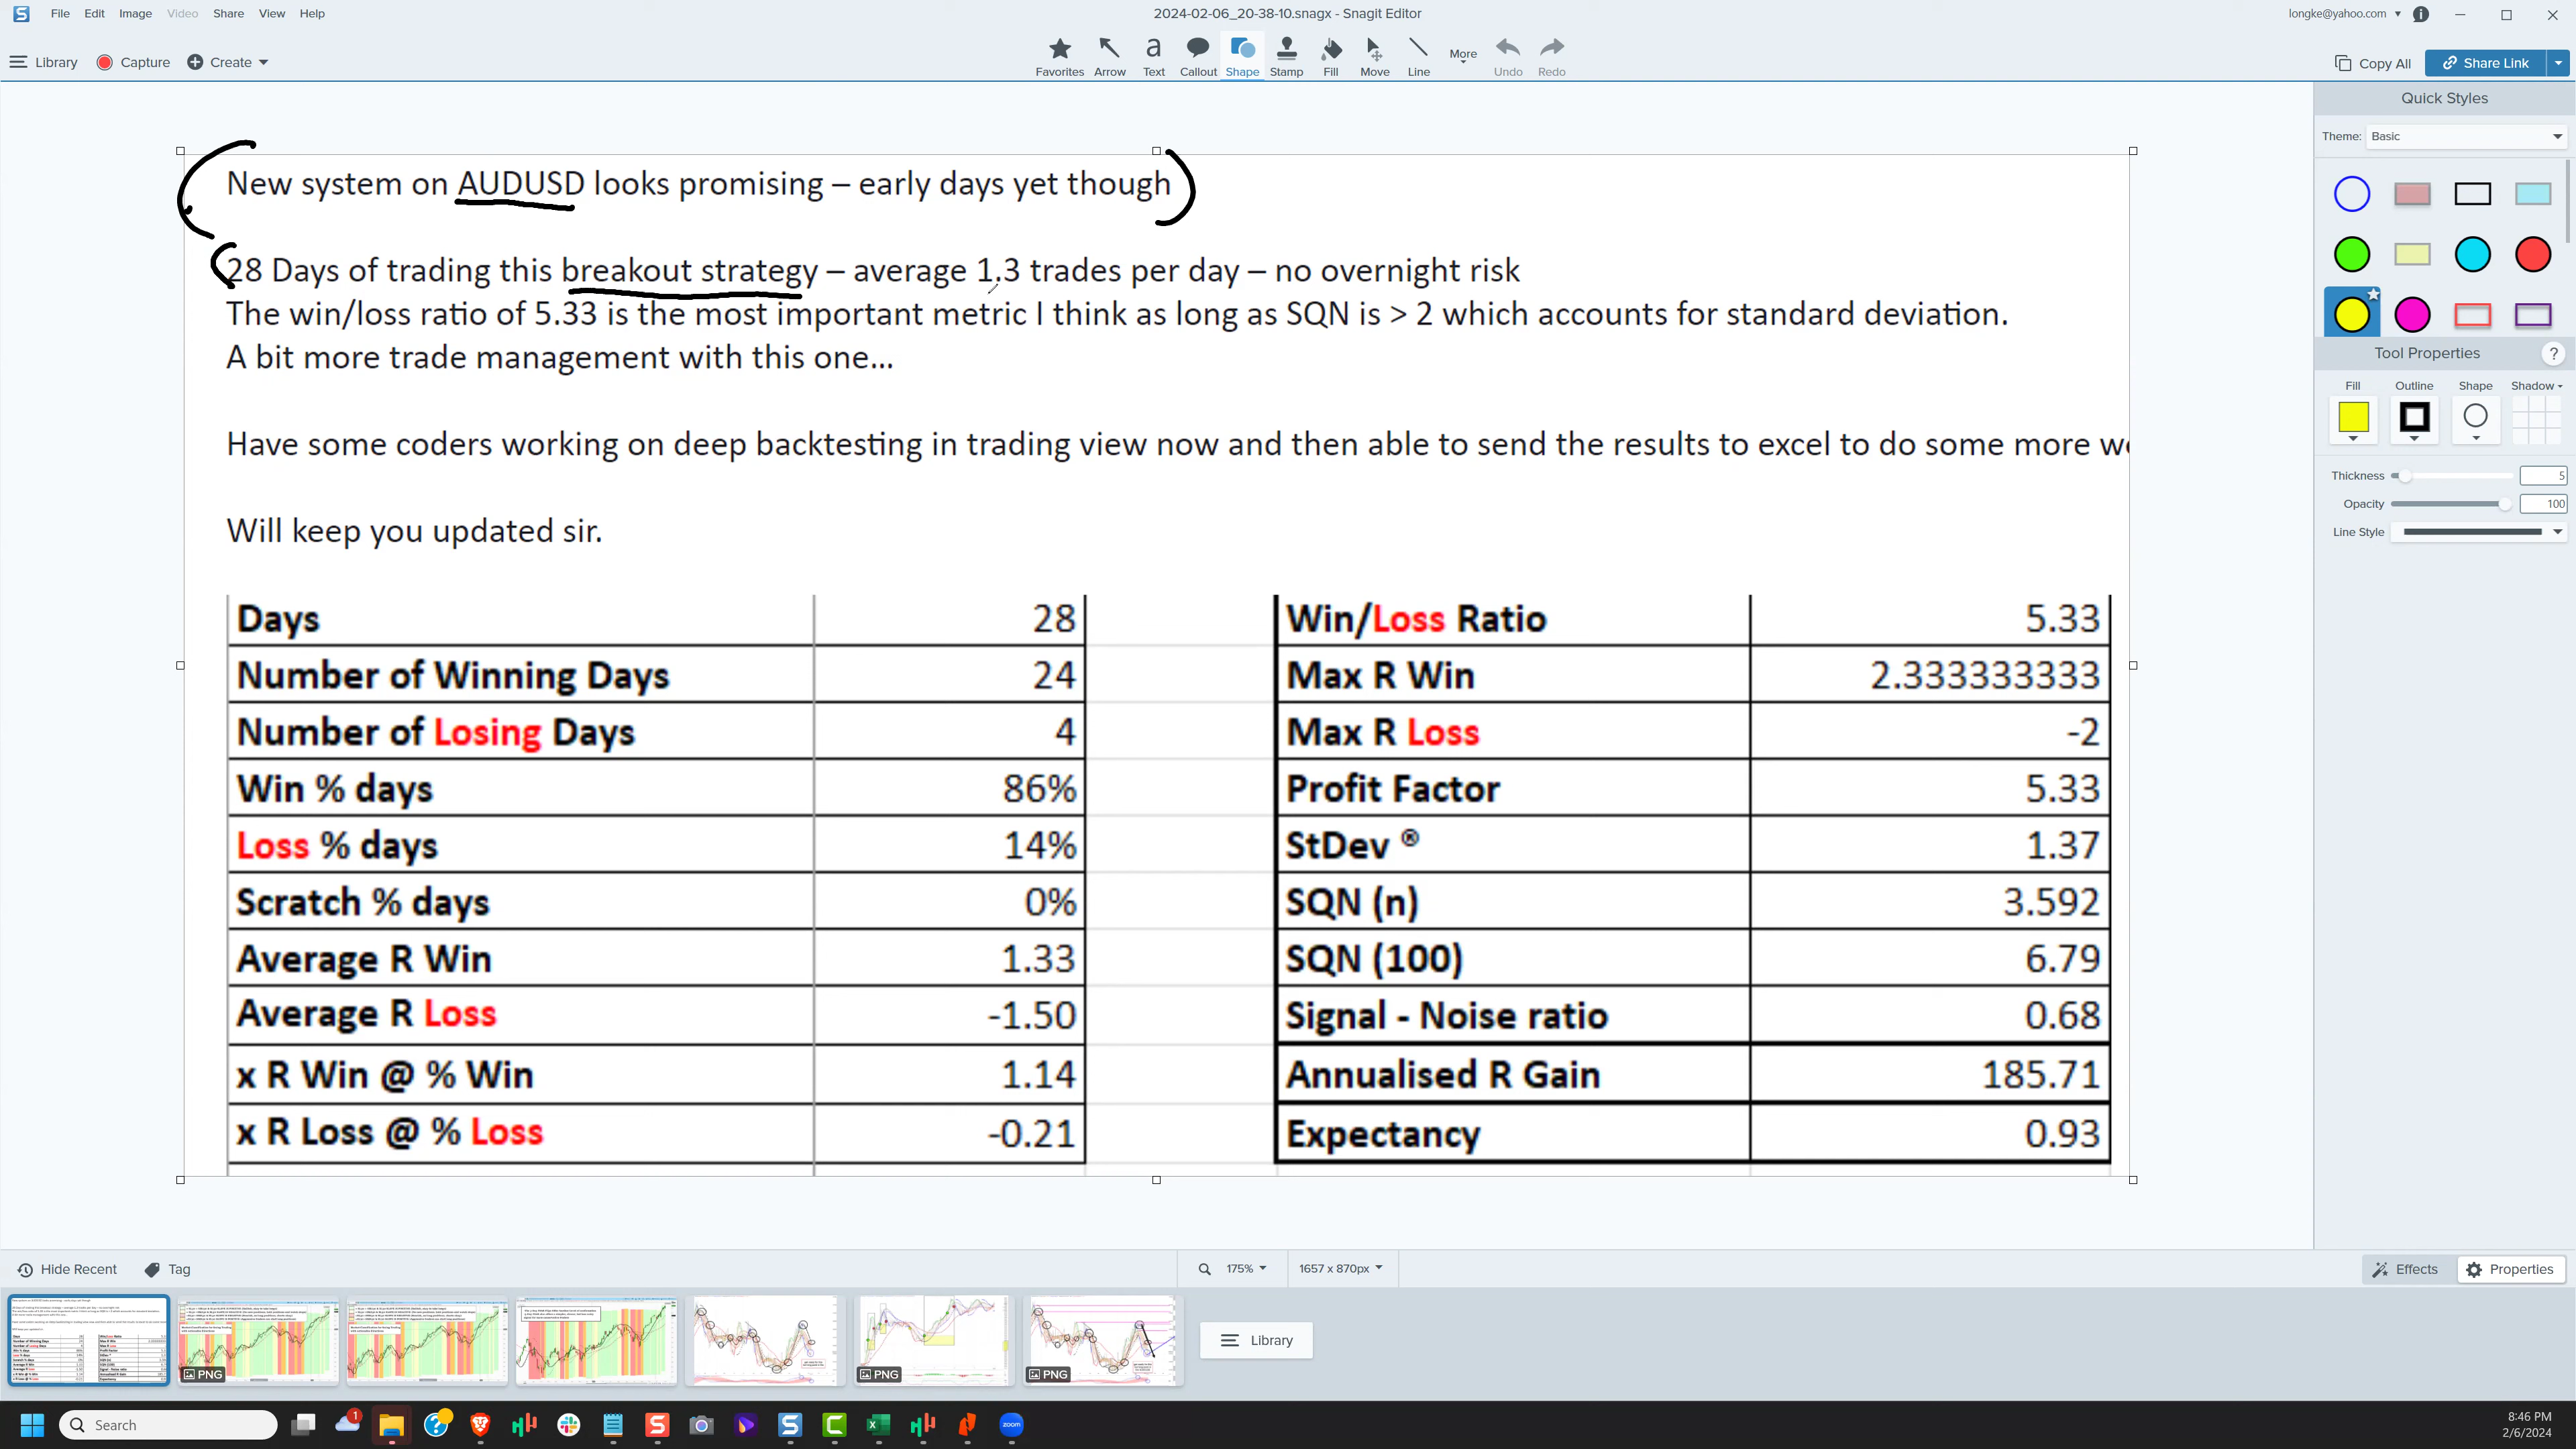 File Edit Image Video Share View Help
2024-02-06_20-38-10.snagx - Snagit Editor
longke@yahoo.com
Library Capture Create
Favorites Arrow Text Callout Shape Stamp Fill Move Line More Undo Redo
Copy All Share Link
Quick Styles
Theme: Basic
Tool Properties
Fill Outline Shape Shadow
Thickness 5
Opacity 100
Line Style
New system on AUDUSD looks promising – early days yet though
28 Days of trading this breakout strategy – average 1.3 trades per day – no overnight risk
The win/loss ratio of 5.33 is the most important metric I think as long as SQN is > 2 which accounts for standard deviation.
A bit more trade management with this one...
Have some coders working on deep backtesting in trading view now and then able to send the results to excel to do some more
Will keep you updated sir.
Days 28
Number of Winning Days 24
Number of Losing Days 4
Win % days 86%
Loss % days 14%
Scratch % days 0%
Average R Win 1.33
Average R Loss -1.50
x R Win @ % Win 1.14
x R Loss @ % Loss -0.21
Win/Loss Ratio 5.33
Max R Win 2.333333333
Max R Loss -2
Profit Factor 5.33
StDev ® 1.37
SQN (n) 3.592
SQN (100) 6.79
Signal - Noise ratio 0.68
Annualised R Gain 185.71
Expectancy 0.93
Hide Recent Tag
175% 1657 x 870px
Effects Properties
PNG
PNG
PNG
Library
Search
zoom
8:46 PM
2/6/2024